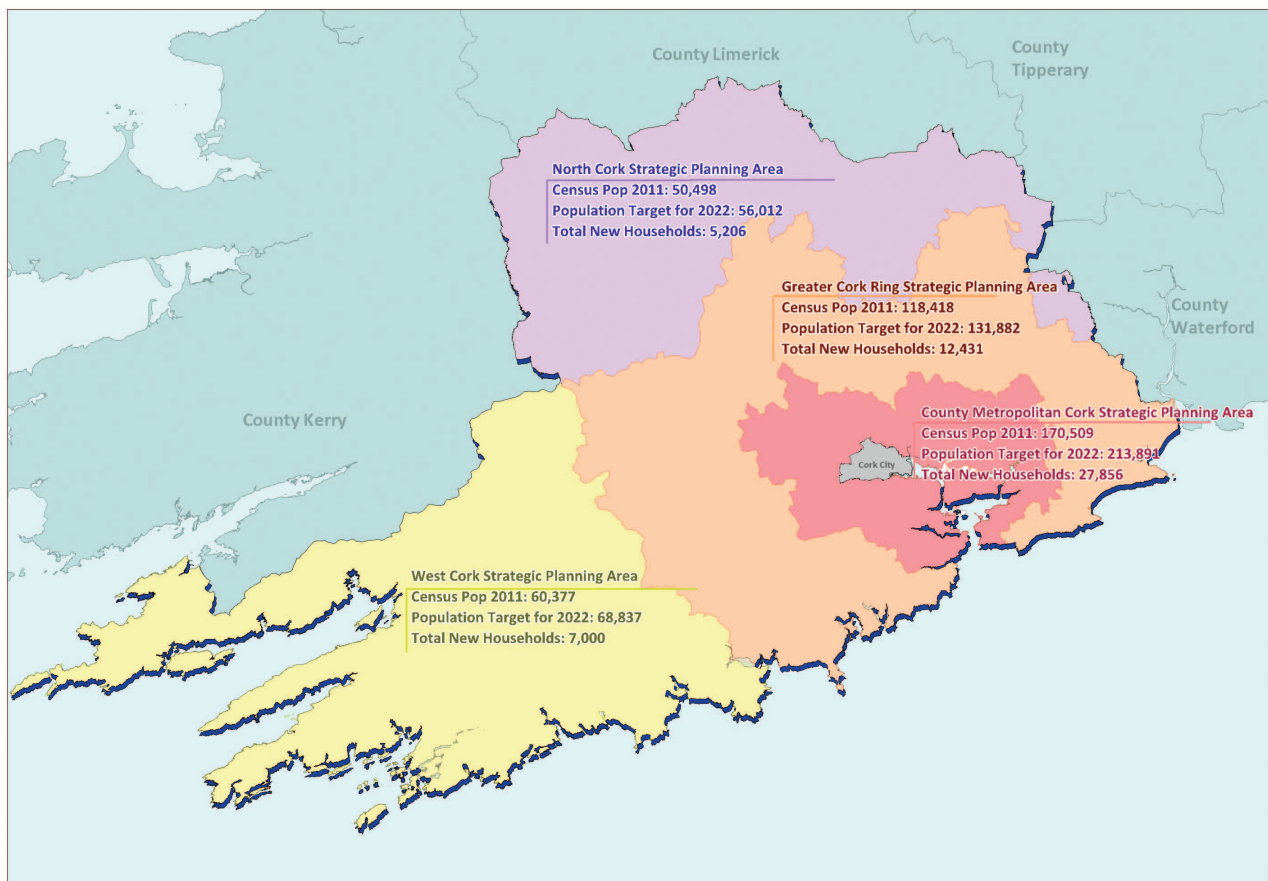 County Limerick
County
Tipperary
North Cork Strategic Planning Area
Census Pop 2011: 50,498
Population Target for 2022: 56,012
Total New Households: 5,206
Greater Cork Ring Strategic Planning Area
Census Pop 2011: 118,418
Population Target for 2022: 131,882
Total New Households: 12,431
County
Waterford
County Kerry
County Metropolitan Cork Strategic Planning Area
Census Pop 2011: 170,509
Population Target for 2022: 213,891
Total New Households: 27,856
Cork City
West Cork Strategic Planning Area
Census Pop 2011: 60,377
Population Target for 2022: 68,837
Total New Households: 7,000